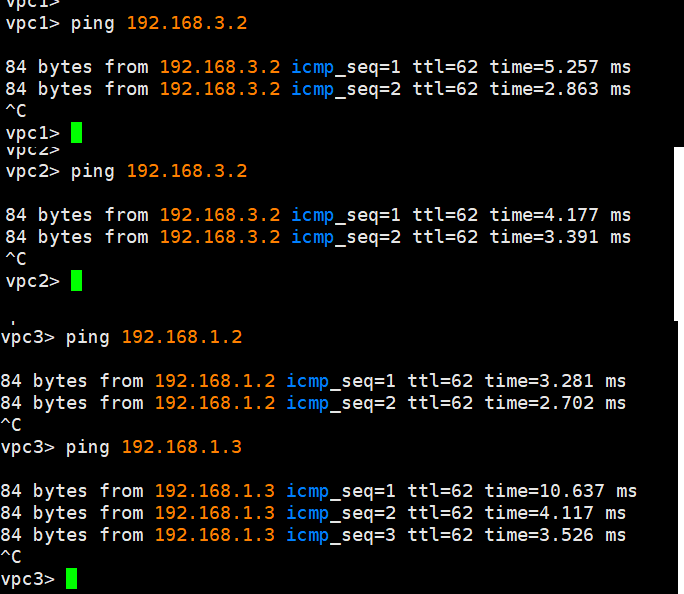 vpc1>
vpc1> ping 192.168.3.2
84 bytes from 192.168.3.2 icmp_seq=1 ttl=62 time=5.257 ms
84 bytes from 192.168.3.2 icmp_seq=2 ttl=62 time=2.863 ms
^C
vpc1>
vpc2>
vpc2> ping 192.168.3.2
84 bytes from 192.168.3.2 icmp_seq=1 ttl=62 time=4.177 ms
84 bytes from 192.168.3.2 icmp_seq=2 ttl=62 time=3.391 ms
^C
vpc2>
vpc3> ping 192.168.1.2
84 bytes from 192.168.1.2 icmp_seq=1 ttl=62 time=3.281 ms
84 bytes from 192.168.1.2 icmp_seq=2 ttl=62 time=2.702 ms
^C
vpc3> ping 192.168.1.3
84 bytes from 192.168.1.3 icmp_seq=1 ttl=62 time=10.637 ms
84 bytes from 192.168.1.3 icmp_seq=2 ttl=62 time=4.117 ms
84 bytes from 192.168.1.3 icmp_seq=3 ttl=62 time=3.526 ms
^C
vpc3>